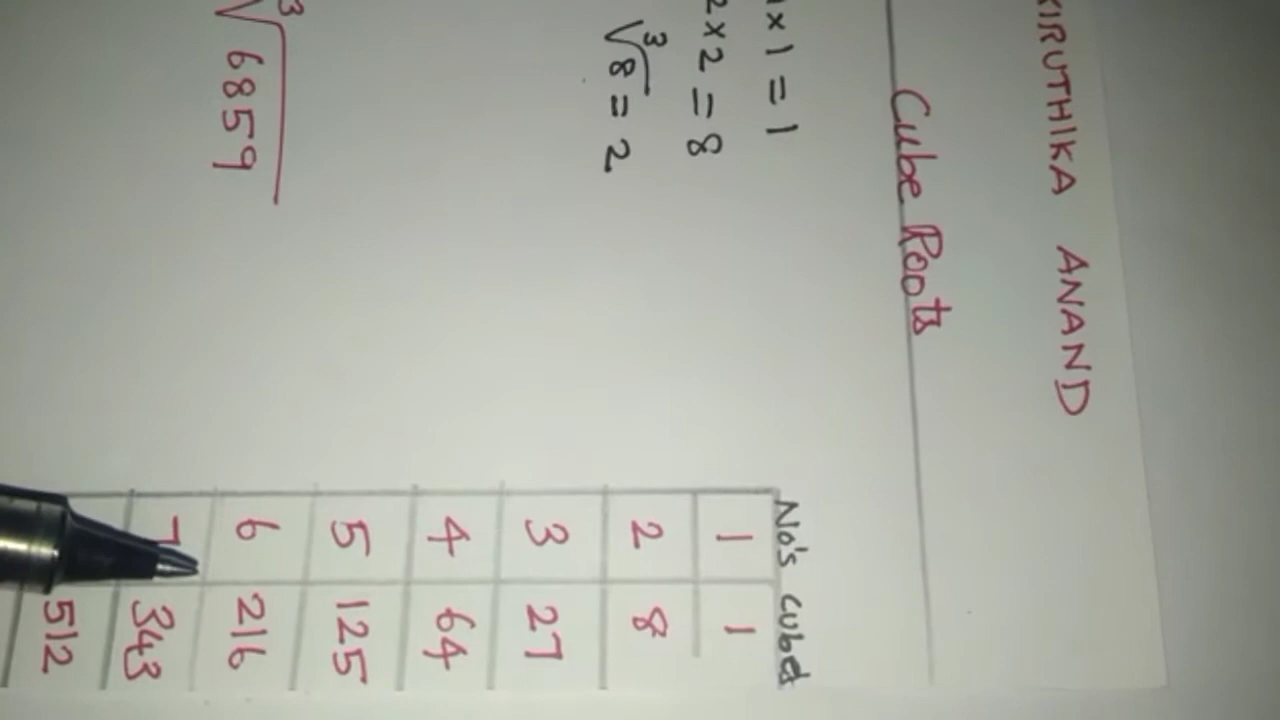 KIRUTHIKA ANAND
Cube Roots
× 1 = 1
2 × 2 = 8
∛8 = 2
∛6859
No's cubed
1 1
2 8
3 27
4 64
5 125
6 216
7 343
512